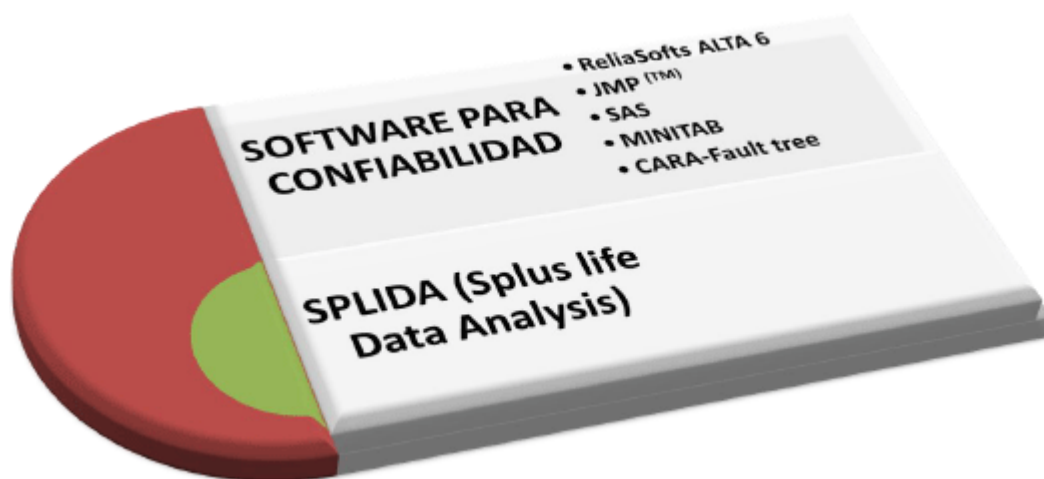 SOFTWARE PARA
CONFIABILIDAD
• ReliaSofts ALTA 6
• JMP (TM)
• SAS
• MINITAB
• CARA-Fault tree
SPLIDA (Splus life
Data Analysis)